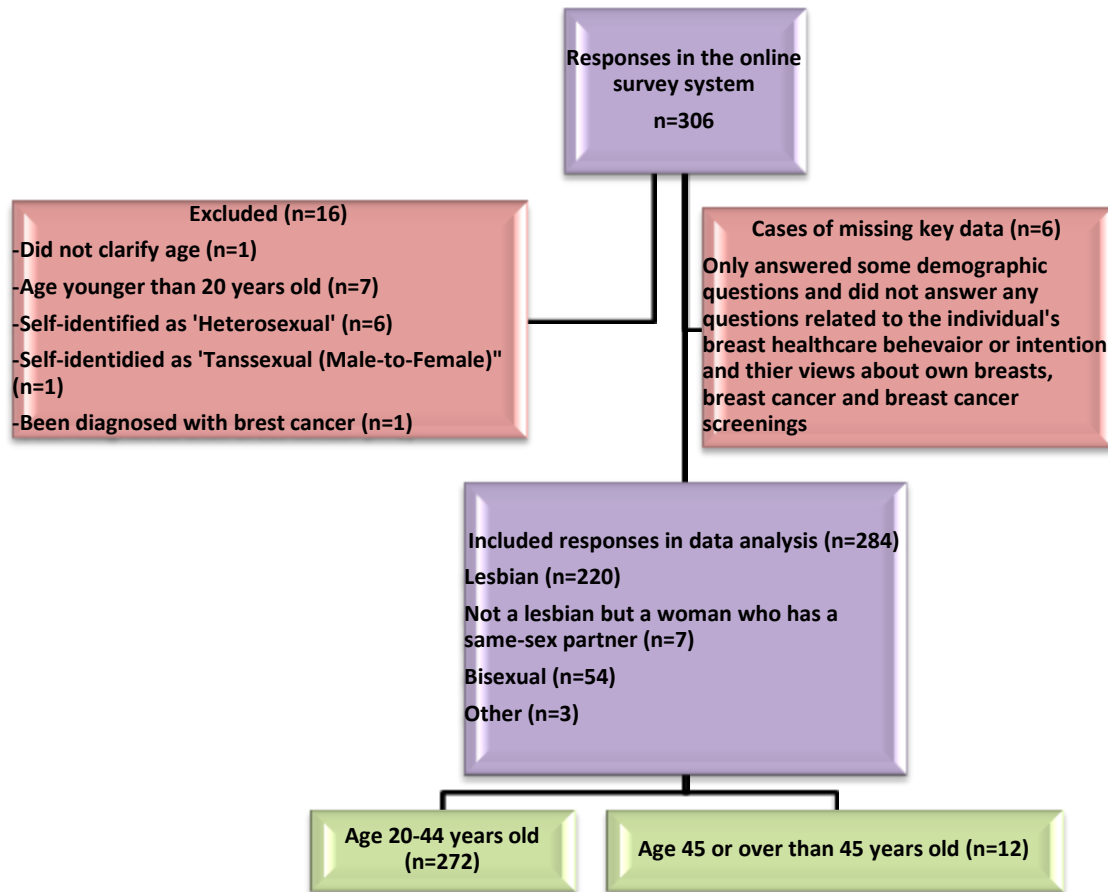 Responses in the online
survey system
n=306
Excluded (n=16)
-Did not clarify age (n=1)
-Age younger than 20 years old (n=7)
-Self-identified as 'Heterosexual' (n=6)
-Self-identidied as 'Tanssexual (Male-to-Female)"
(n=1)
-Been diagnosed with brest cancer (n=1)
Cases of missing key data (n=6)
Only answered some demographic
questions and did not answer any
questions related to the individual's
breast healthcare behevaior or intention
and thier views about own breasts,
breast cancer and breast cancer
screenings
Included responses in data analysis (n=284)
Lesbian (n=220)
Not a lesbian but a woman who has a
same-sex partner (n=7)
Bisexual (n=54)
Other (n=3)
Age 20-44 years old
(n=272)
Age 45 or over than 45 years old (n=12)